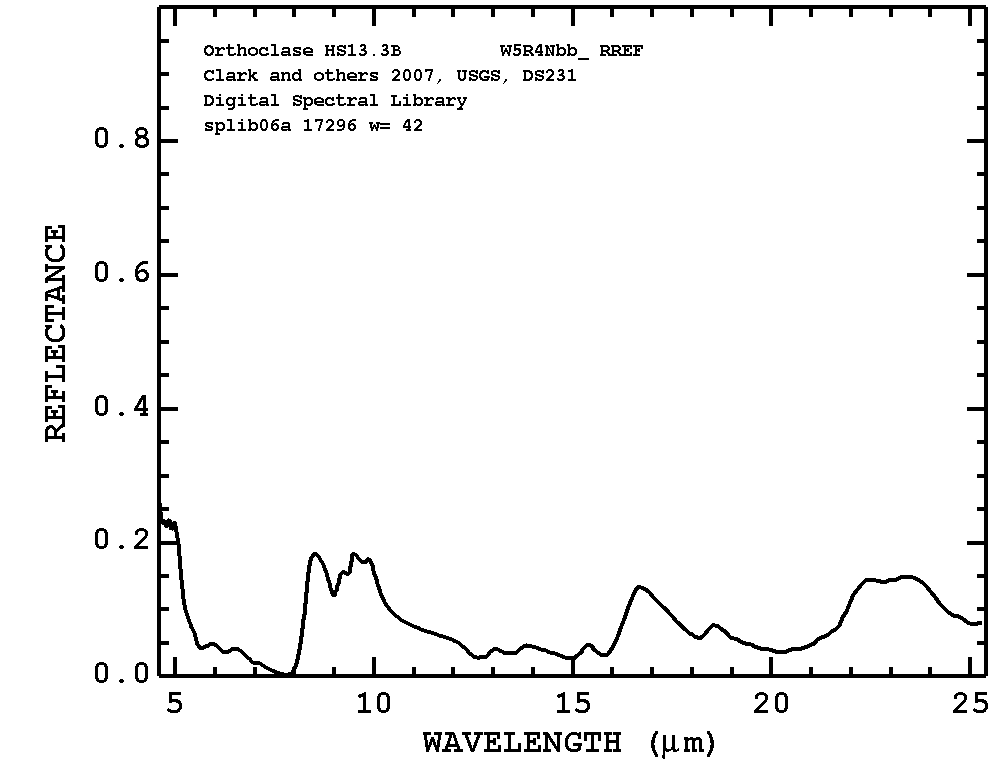 Orthoclase HS13.3B W5R4Nbb_ RREF
Clark and others 2007, USGS, DS231
Digital Spectral Library
splib06a 17296 w= 42
REFLECTANCE
0.8
0.6
0.4
0.2
0.0
5 10 15 20 25
WAVELENGTH (μm)